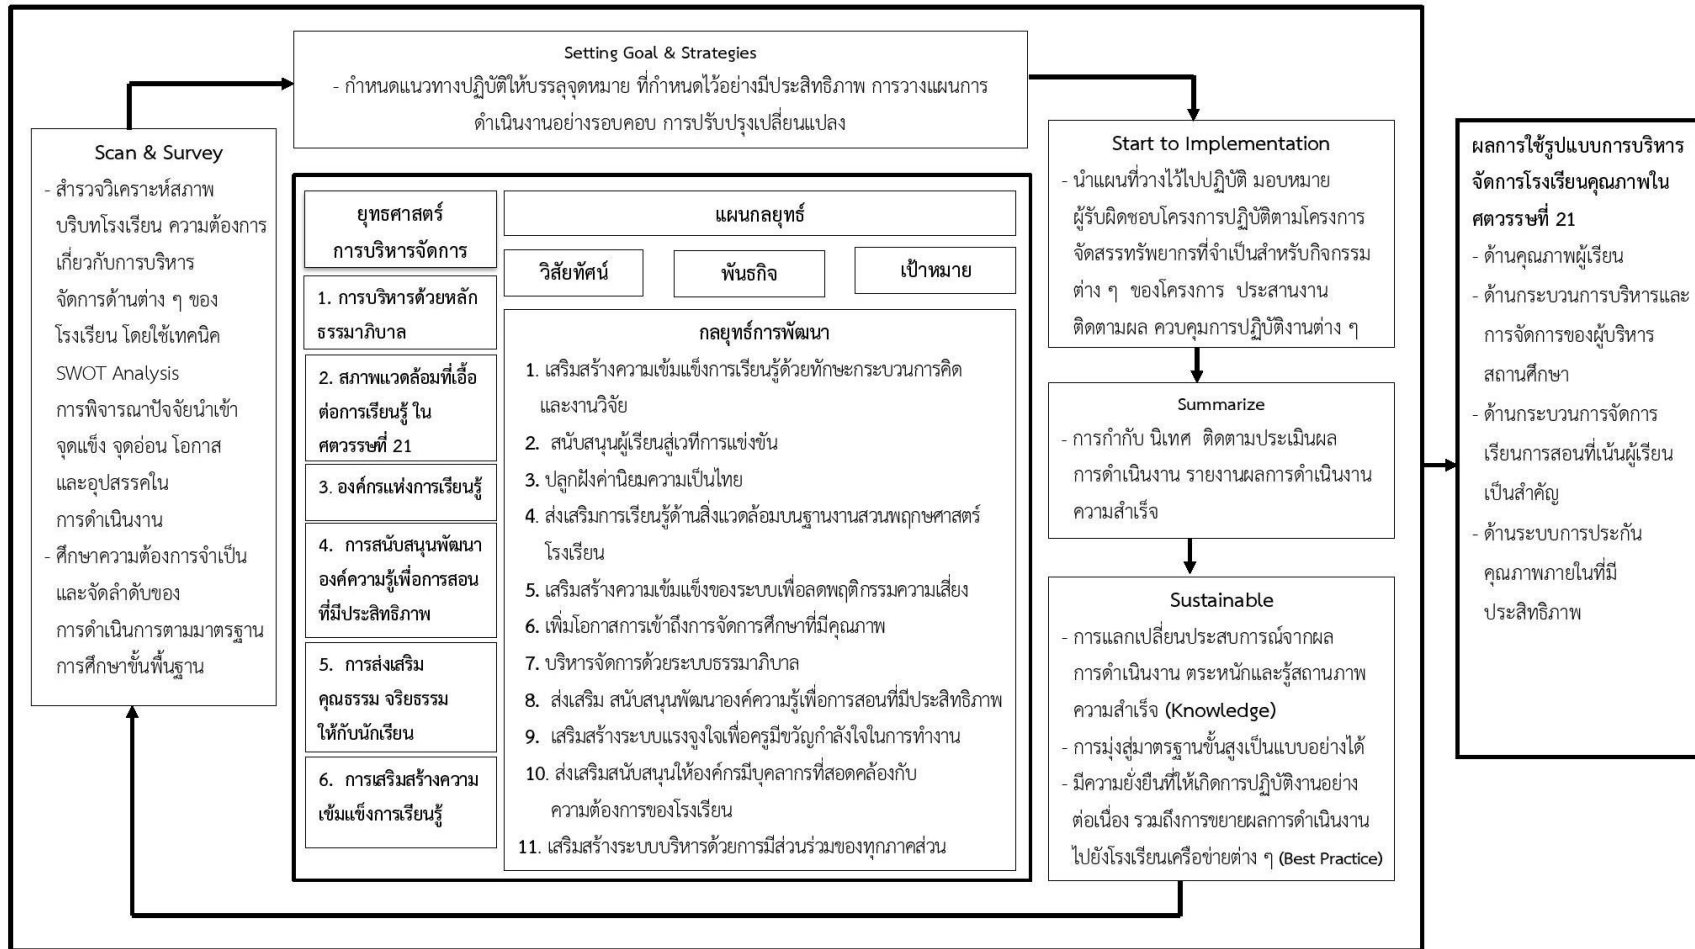 Setting Goal & Strategies
- กำหนดแนวทางปฏิบัติให้บรรลุจุดหมาย ที่กำหนดไว้อย่างมีประสิทธิภาพ การวางแผนการ
ดำเนินงานอย่างรอบคอบ การปรับปรุงเปลี่ยนแปลง
Scan & Survey
- สำรวจวิเคราะห์สภาพ
บริบทโรงเรียน ความต้องการ
เกี่ยวกับการบริหาร
จัดการด้านต่าง ๆ ของ
โรงเรียน โดยใช้เทคนิค
SWOT Analysis
การพิจารณาปัจจัยนำเข้า
จุดแข็ง จุดอ่อน โอกาส
และอุปสรรคใน
การดำเนินงาน
- ศึกษาความต้องการจำเป็น
และจัดลำดับของ
การดำเนินการตามมาตรฐาน
การศึกษาขั้นพื้นฐาน
ยุทธศาสตร์
การบริหารจัดการ
1. การบริหารด้วยหลัก
ธรรมาภิบาล
2. สภาพแวดล้อมที่เอื้อ
ต่อการเรียนรู้ ใน
ศตวรรษที่ 21
3. องค์กรแห่งการเรียนรู้
4. การสนับสนุนพัฒนา
องค์ความรู้เพื่อการสอน
ที่มีประสิทธิภาพ
5. การส่งเสริม
คุณธรรม จริยธรรม
ให้กับนักเรียน
6. การเสริมสร้างความ
เข้มแข็งการเรียนรู้
แผนกลยุทธ์
วิสัยทัศน์
พันธกิจ
เป้าหมาย
กลยุทธ์การพัฒนา
1. เสริมสร้างความเข้มแข็งการเรียนรู้ด้วยทักษะกระบวนการคิด
และงานวิจัย
2. สนับสนุนผู้เรียนสู่เวทีการแข่งขัน
3. ปลูกฝังค่านิยมความเป็นไทย
4. ส่งเสริมการเรียนรู้ด้านสิ่งแวดล้อมบนฐานงานสวนพฤกษศาสตร์
โรงเรียน
5. เสริมสร้างความเข้มแข็งของระบบเพื่อลดพฤติกรรมความเสี่ยง
6. เพิ่มโอกาสการเข้าถึงการจัดการศึกษาที่มีคุณภาพ
7. บริหารจัดการด้วยระบบธรรมาภิบาล
8. ส่งเสริม สนับสนุนพัฒนาองค์ความรู้เพื่อการสอนที่มีประสิทธิภาพ
9. เสริมสร้างระบบแรงจูงใจเพื่อครูมีขวัญกำลังใจในการทำงาน
10. ส่งเสริมสนับสนุนให้องค์กรมีบุคลากรที่สอดคล้องกับ
ความต้องการของโรงเรียน
11. เสริมสร้างระบบบริหารด้วยการมีส่วนร่วมของทุกภาคส่วน
Start to Implementation
- นำแผนที่วางไว้ไปปฏิบัติ มอบหมาย
ผู้รับผิดชอบโครงการปฏิบัติตามโครงการ
จัดสรรทรัพยากรที่จำเป็นสำหรับกิจกรรม
ต่าง ๆ ของโครงการ ประสานงาน
ติดตามผล ควบคุมการปฏิบัติงานต่าง ๆ
Summarize
- การกำกับ นิเทศ ติดตามประเมินผล
การดำเนินงาน รายงานผลการดำเนินงาน
ความสำเร็จ
Sustainable
- การแลกเปลี่ยนประสบการณ์จากผล
การดำเนินงาน ตระหนักและรู้สถานภาพ
ความสำเร็จ (Knowledge)
- การมุ่งสู่มาตรฐานขั้นสูงเป็นแบบอย่างได้
- มีความยั่งยืนที่ให้เกิดการปฏิบัติงานอย่าง
ต่อเนื่อง รวมถึงการขยายผลการดำเนินงาน
ไปยังโรงเรียนเครือข่ายต่าง ๆ (Best Practice)
ผลการใช้รูปแบบการบริหาร
จัดการโรงเรียนคุณภาพใน
ศตวรรษที่ 21
- ด้านคุณภาพผู้เรียน
- ด้านกระบวนการบริหารและ
การจัดการของผู้บริหาร
สถานศึกษา
- ด้านกระบวนการจัดการ
เรียนการสอนที่เน้นผู้เรียน
เป็นสำคัญ
- ด้านระบบการประกัน
คุณภาพภายในที่มี
ประสิทธิภาพ